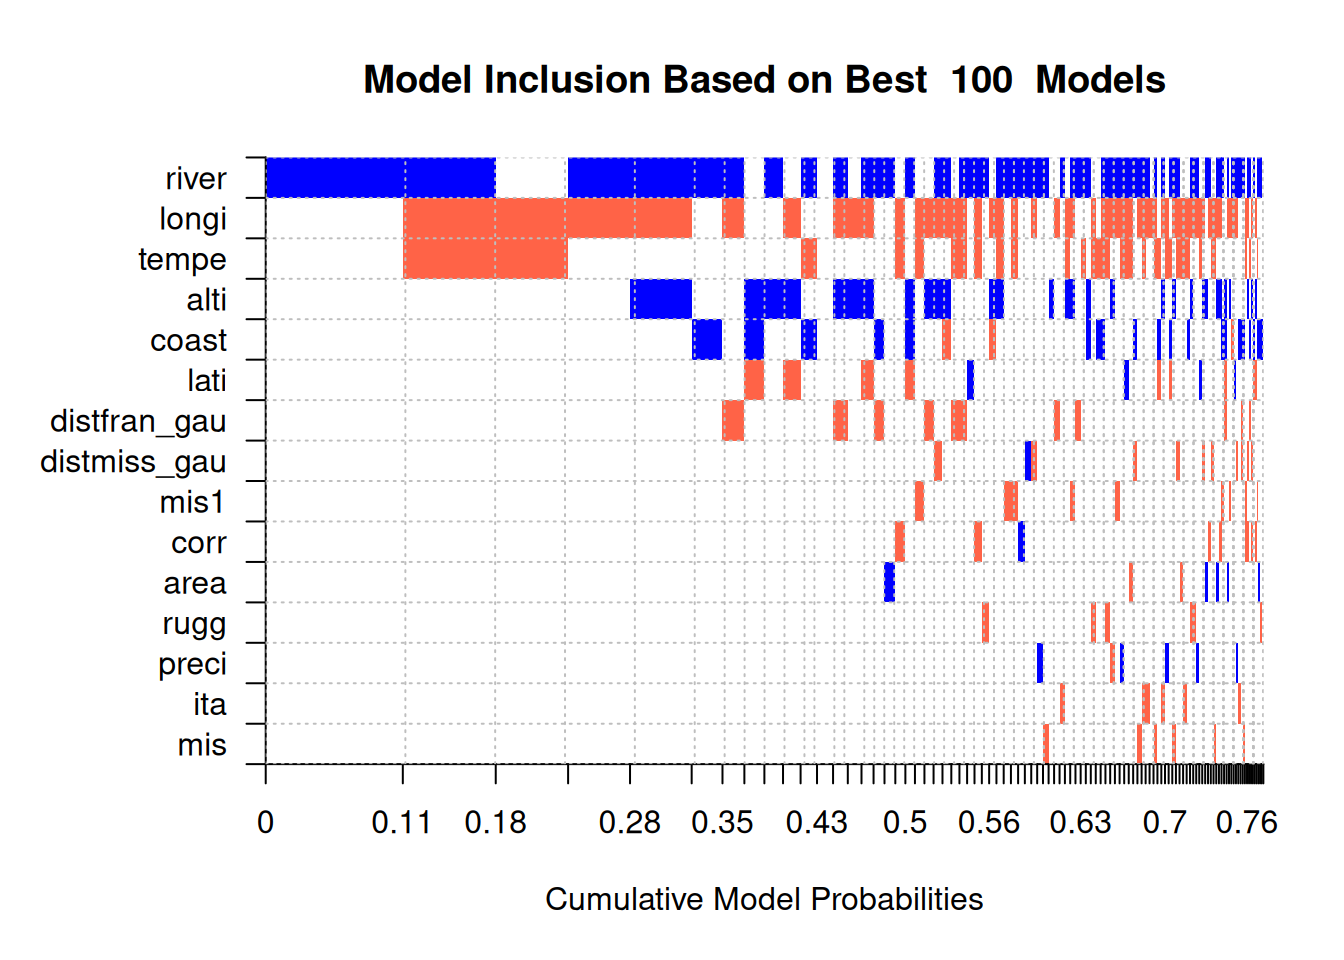 Model Inclusion Based on Best  100  Models
river
longi
tempe
alti
coast
lati
distfran_gau
distmiss_gau
mis1
corr
area
rugg
preci
ita
mis
0 0.11 0.18 0.28 0.35 0.43 0.5 0.56 0.63 0.7 0.76
Cumulative Model Probabilities